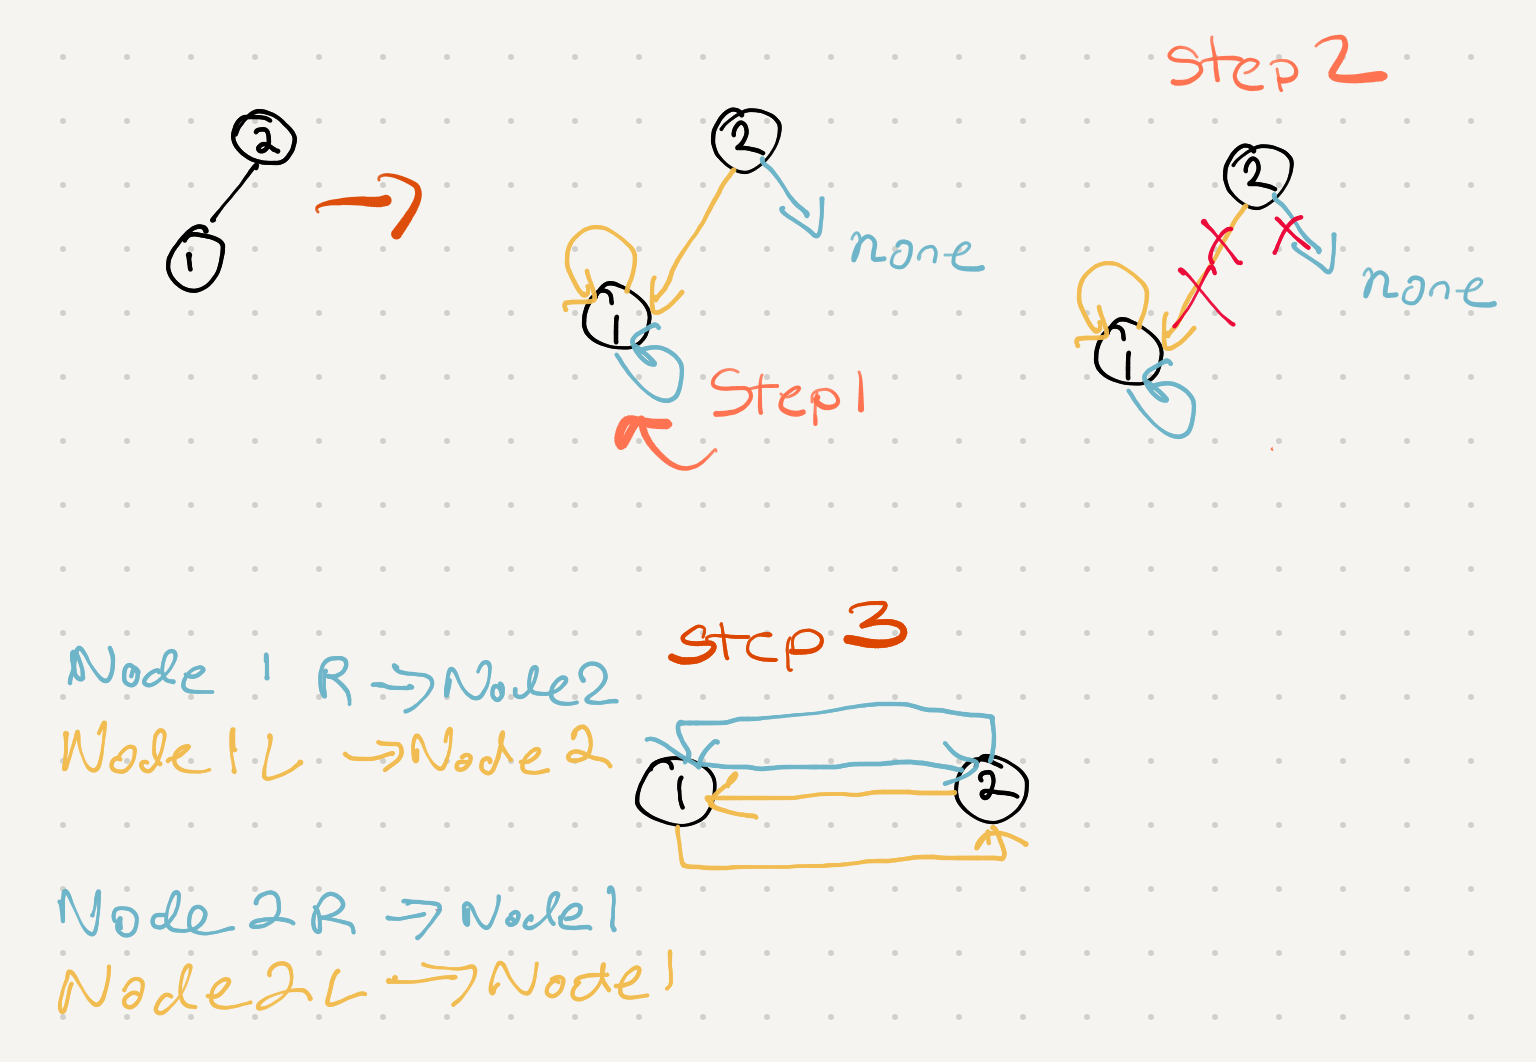 Step 2
2
2
2
1
none
none
1
1
Step 1
Step 3
Node 1 R → Node 2
Node 1 L → Node 2
1
2
Node 2 R → Node 1
Node 2 L → Node 1